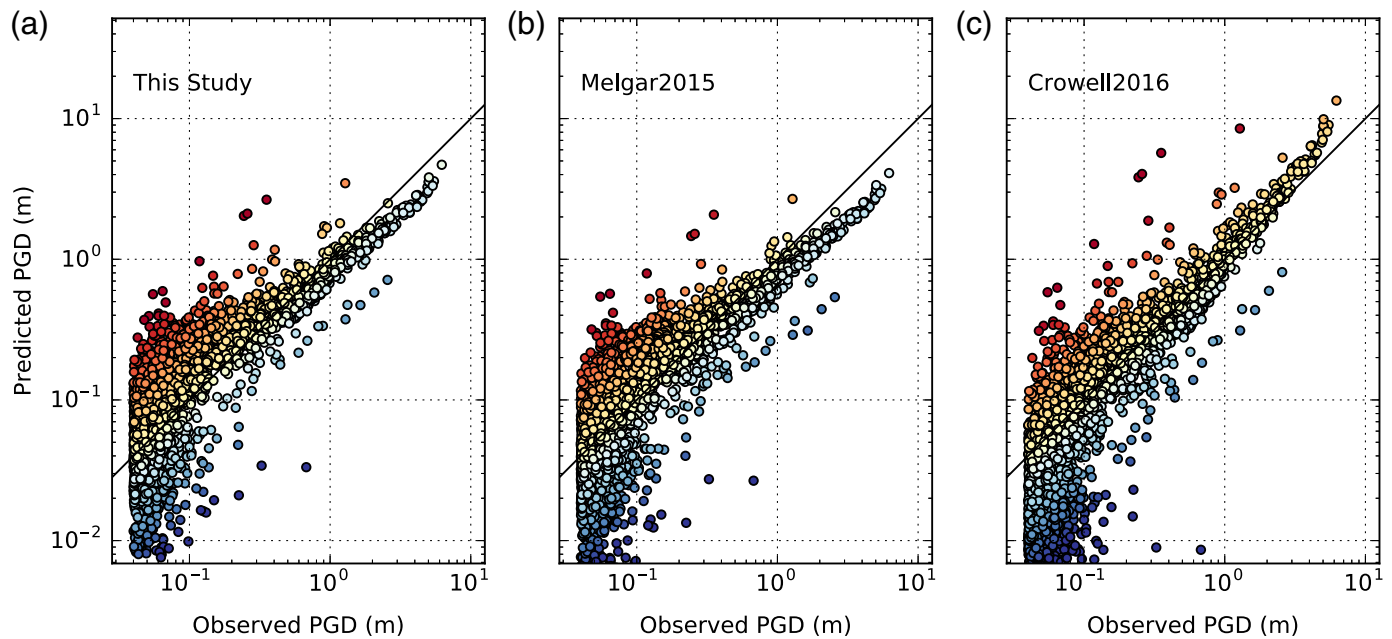 (a)
This Study
(b)
Melgar2015
(c)
Crowell2016
Predicted PGD (m)
10¹
10⁰
10⁻¹
10⁻²
10⁻¹ 10⁰ 10¹
10⁻¹ 10⁰ 10¹
10⁻¹ 10⁰ 10¹
Observed PGD (m)
Observed PGD (m)
Observed PGD (m)